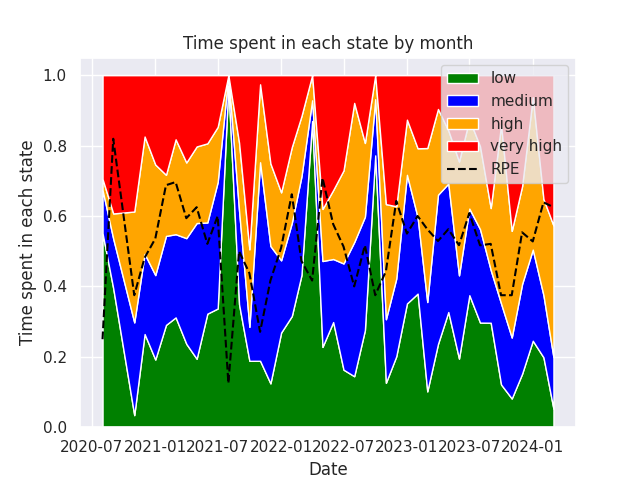 Time spent in each state by month
low
medium
high
very high
RPE
Time spent in each state
1.0
0.8
0.6
0.4
0.2
0.0
2020-07 2021-01 2021-07 2022-01 2022-07 2023-01 2023-07 2024-01
Date